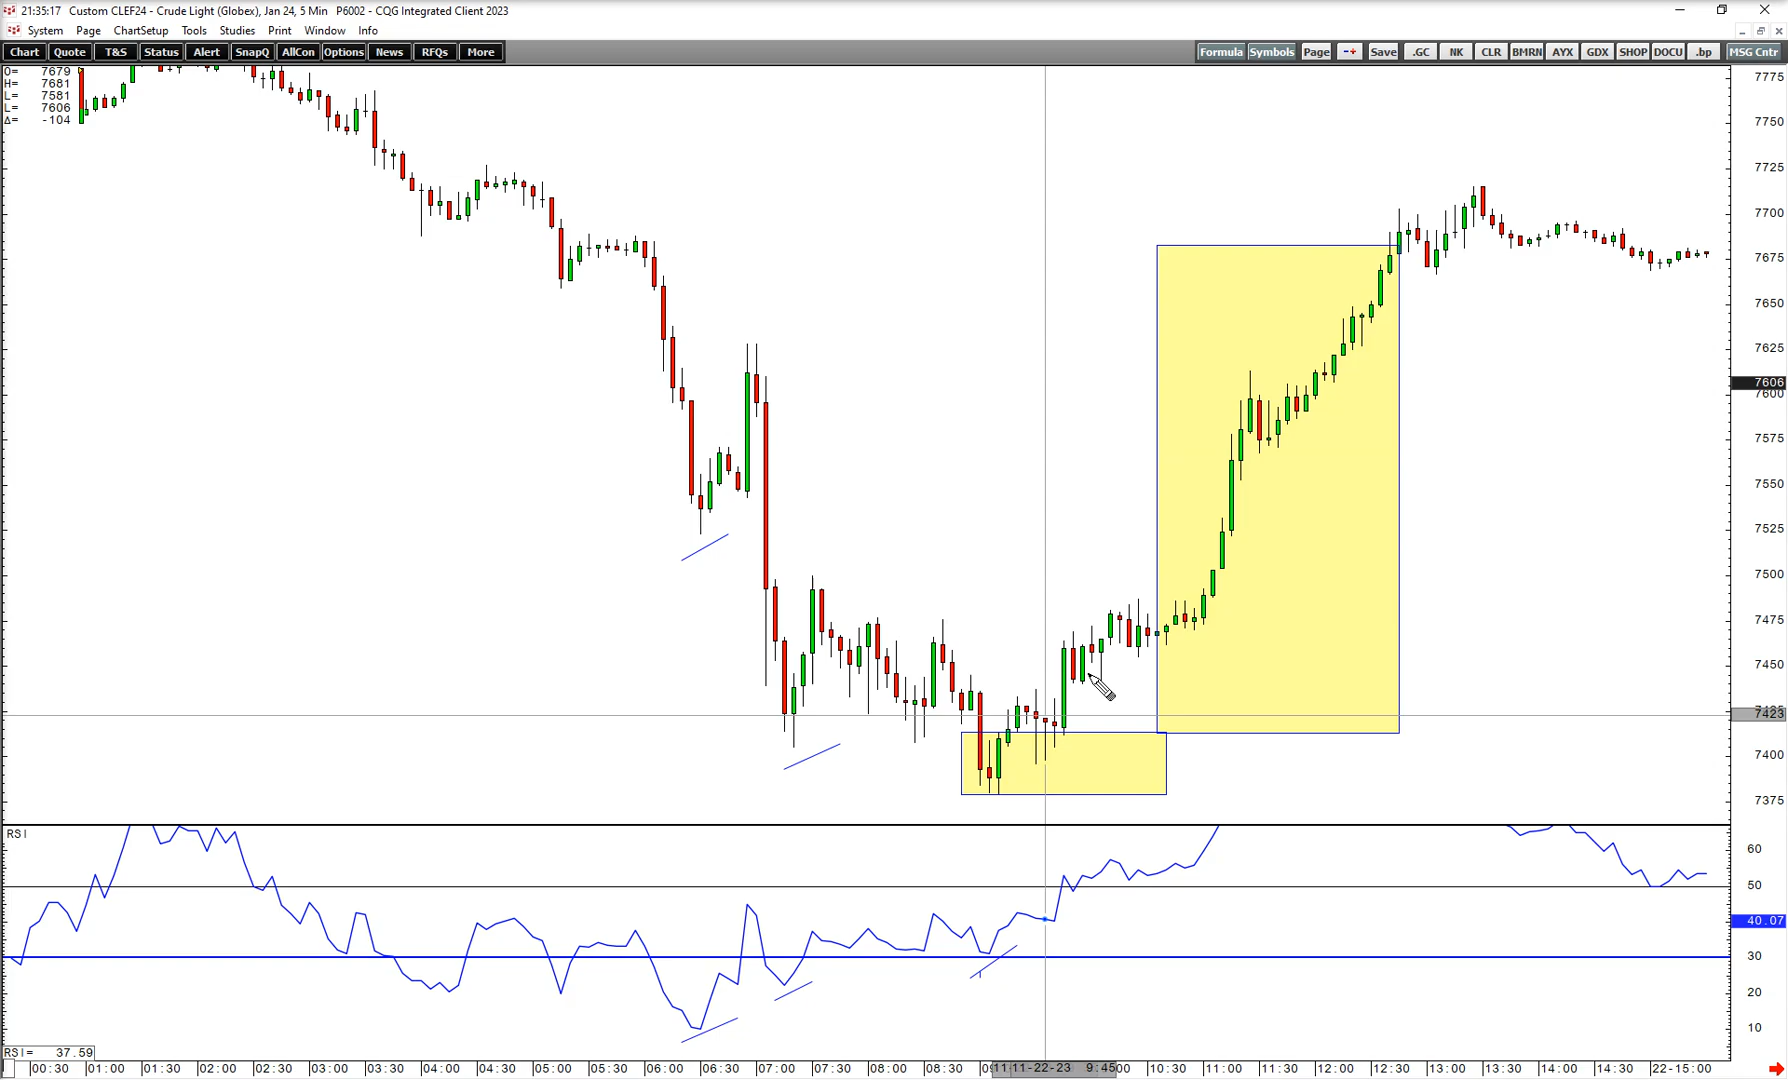 21:35:17 Custom CLEF24 - Crude Light (Globex), Jan 24, 5 Min P6002 - CQG Integrated Client 2023
System Page ChartSetup Tools Studies Print Window Info
Chart Quote T&S Status Alert SnapQ AllCon Options News RFQs More Formula Symbols Page -+ Save .GC NK CLR BMRN AYX GDX SHOP DOCU .bp MSG Cntr
O= 7679
H= 7681
L= 7581
L= 7606
Δ= -104
7775
7750
7725
7700
7675
7650
7625
7606
7600
7575
7550
7525
7500
7475
7450
7423
7400
7375
RSI
60
50
40.07
30
20
10
RSI= 37.59
00:30 01:00 01:30 02:00 02:30 03:00 03:30 04:00 04:30 05:00 05:30 06:00 06:30 07:00 07:30 08:00 08:30 11-22-23 9:45 10:30 11:00 11:30 12:00 12:30 13:00 13:30 14:00 14:30 22-15:00